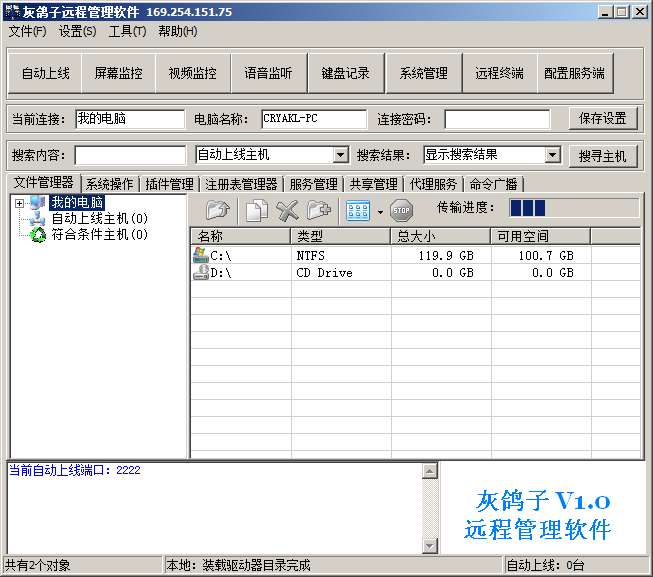 灰鸽子远程管理软件 169.254.151.75
文件(F) 设置(S) 工具(T) 帮助(H)
自动上线 屏幕监控 视频监控 语音监听 键盘记录 系统管理 远程终端 配置服务端
当前连接： 我的电脑 电脑名称： CRYAKL-PC 连接密码： 保存设置
搜索内容： 自动上线主机 搜索结果： 显示搜索结果 搜寻主机
文件管理器 系统操作 插件管理 注册表管理器 服务管理 共享管理 代理服务 命令广播
我的电脑
自动上线主机(0)
符合条件主机(0)
STOP 传输进度：
名称 类型 总大小 可用空间
C:\ NTFS 119.9 GB 100.7 GB
D:\ CD Drive 0.0 GB 0.0 GB
当前自动上线端口：2222
灰鸽子 V1.0
远程管理软件
共有2个对象 本地：装载驱动器目录完成 自动上线：0台